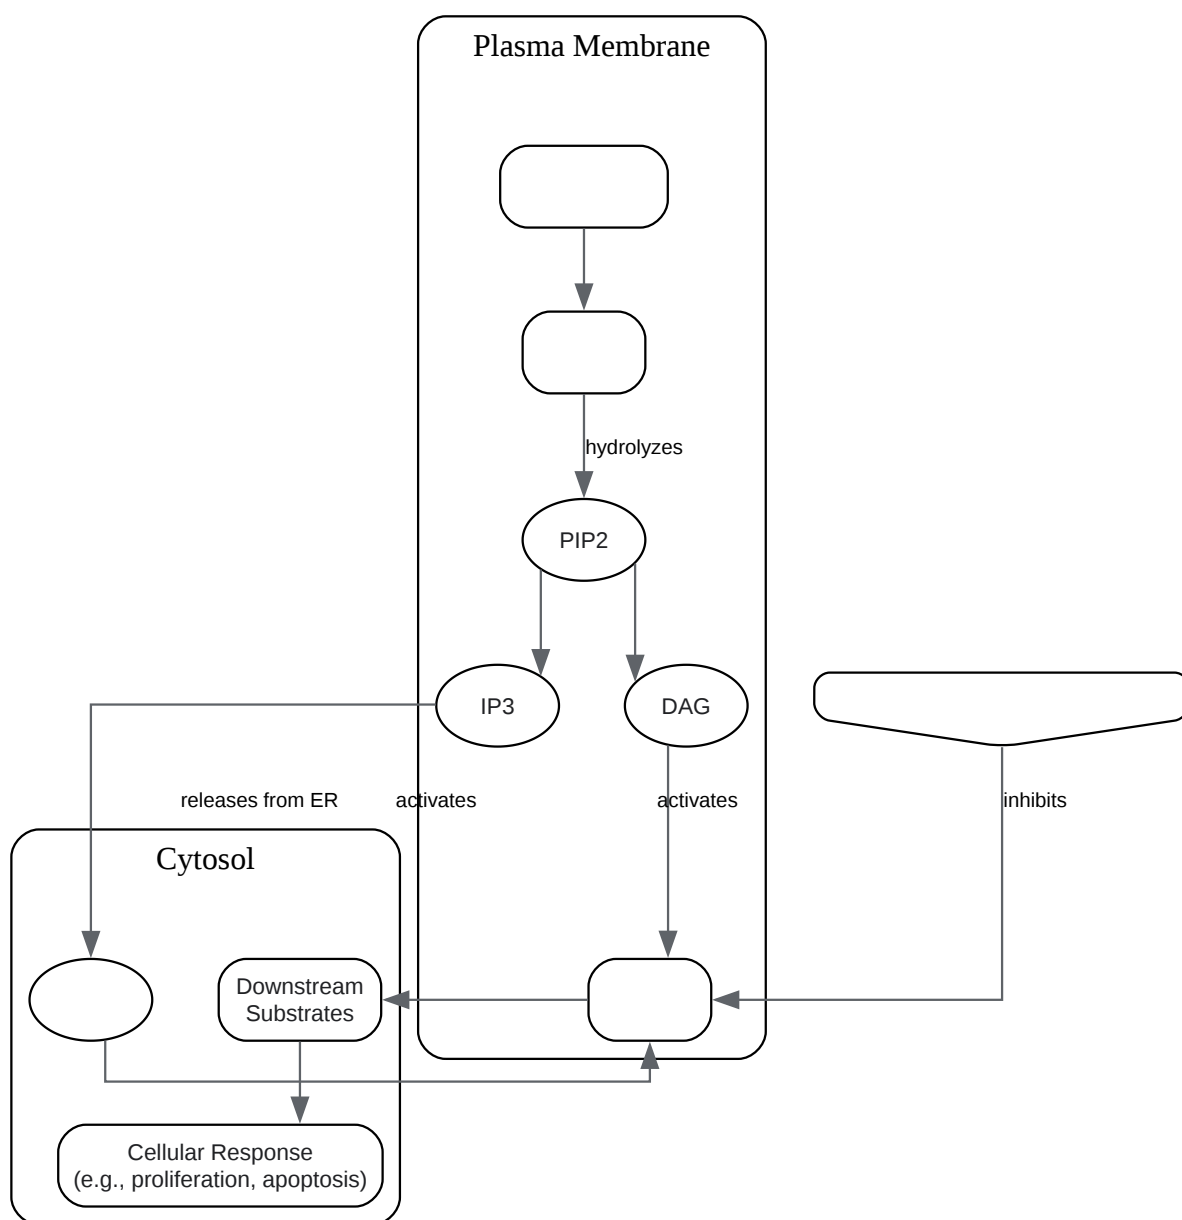 Plasma Membrane
hydrolyzes
PIP2
IP3
DAG
releases from ER
activates
activates
inhibits
Cytosol
Downstream
Substrates
Cellular Response
(e.g., proliferation, apoptosis)